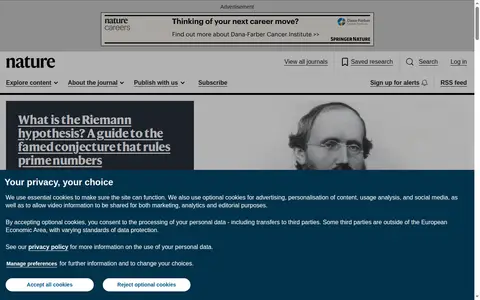 Advertisement
nature careers
Thinking of your next career move?
Find out more about Dana-Farber Cancer Institute >>
Dana-Farber Cancer Institute
SPRINGER NATURE
nature
View all journals
Saved research
Search
Log in
Explore content
About the journal
Publish with us
Subscribe
Sign up for alerts
RSS feed
What is the Riemann
hypothesis? A guide to the
famed conjecture that rules
prime numbers
Your privacy, your choice
We use essential cookies to make sure the site can function. We also use optional cookies for advertising, personalisation of content, usage analysis, and social media, as
well as to allow video information to be shared for both marketing, analytics and editorial purposes.
By accepting optional cookies, you consent to the processing of your personal data - including transfers to third parties. Some third parties are outside of the European
Economic Area, with varying standards of data protection.
See our privacy policy for more information on the use of your personal data.
Manage preferences for further information and to change your choices.
Accept all cookies
Reject optional cookies